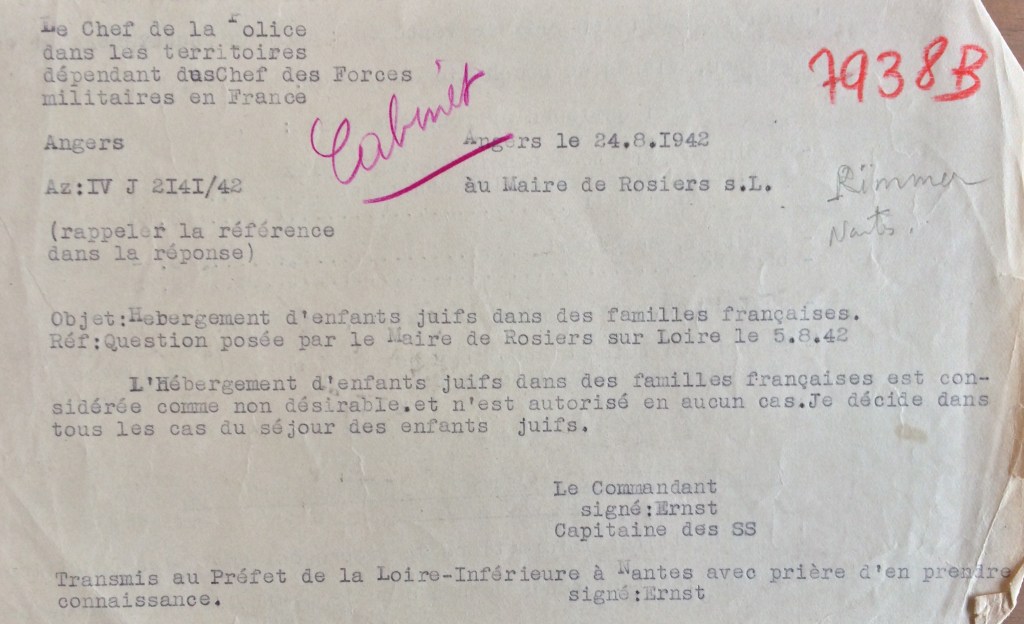 Le Chef de la Police
dans les territoires
dépendant dusChef des Forces
militaires en France
Cabinet
7938B
Angers
Angers le 24.8.I942
Az:IV J 2I4I/42
àu Maire de Rosiers s.L.
Rimmer
Nantes.
(rappeler la référence
dans la réponse)
Objet:Hebergement d'enfants juifs dans des familles françaises.
Réf:Question posée par le Maire de Rosiers sur Loire le 5.8.42
L'Hébergement d'enfants juifs dans des familles françaises est con-
sidérée comme non désirable.et n'est autorisé en aucun cas.Je décide dans
tous les cas du séjour des enfants juifs.
Le Commandant
signé:Ernst
Capitaine des SS
Transmis au Préfet de la Loire-Inférieure à Nantes avec prière d'en prendre
connaissance.
signé:Ernst